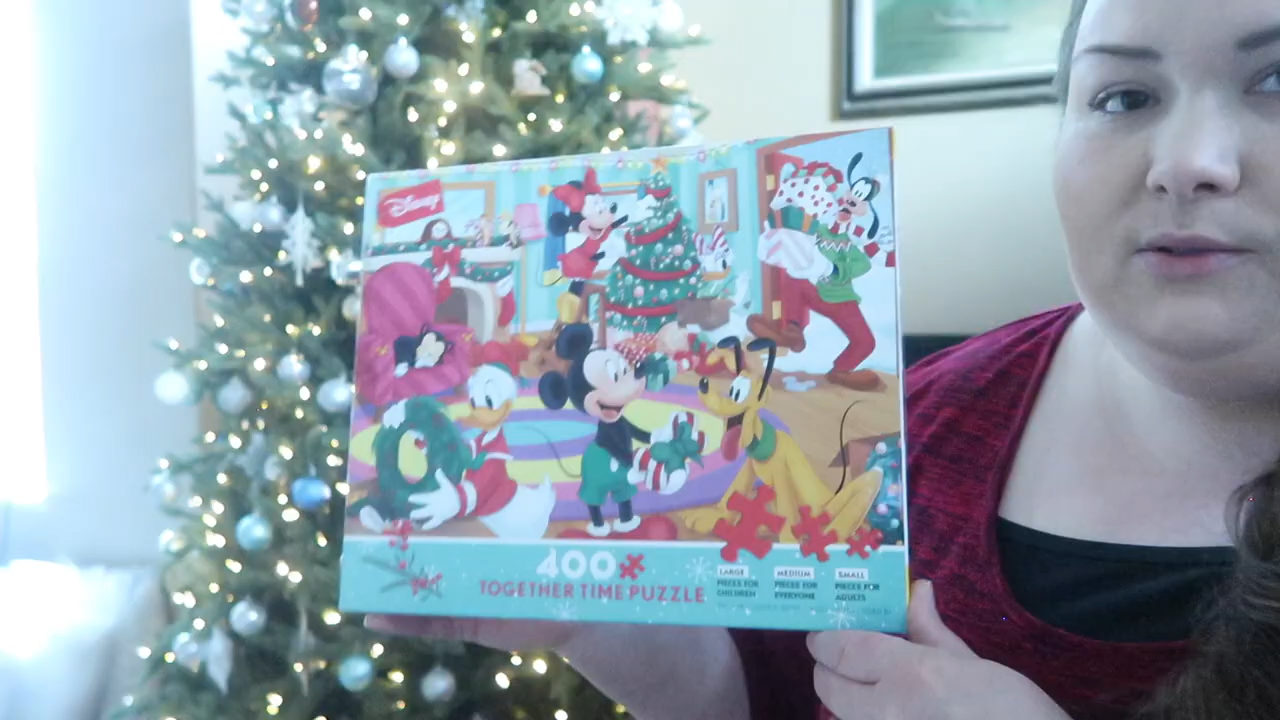 Disney
400
TOGETHER TIME PUZZLE
LARGE
PIECES FOR
CHILDREN
MEDIUM
PIECES FOR
EVERYONE
SMALL
PIECES FOR
ADULTS